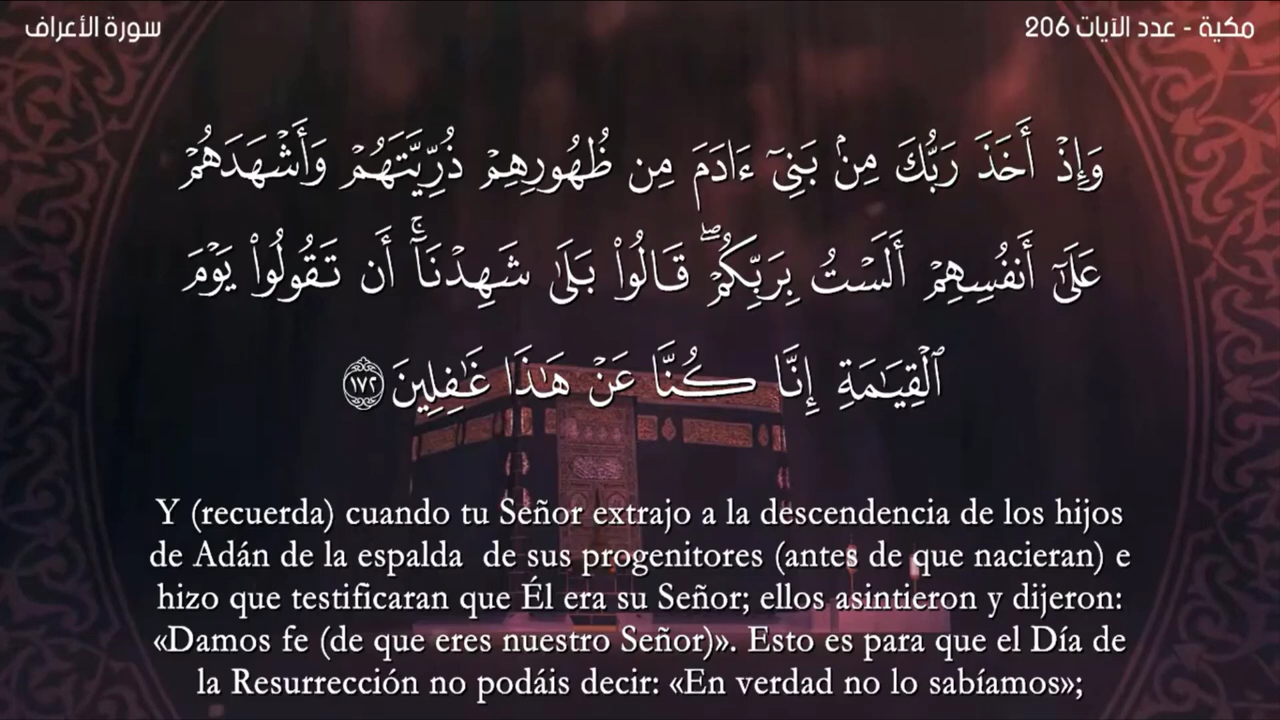 سورة الأعراف
مكية - عدد الآيات 206
وَإِذْ أَخَذَ رَبُّكَ مِنۢ بَنِىٓ ءَادَمَ مِن ظُهُورِهِمْ ذُرِّيَّتَهُمْ وَأَشْهَدَهُمْ
عَلَىٰٓ أَنفُسِهِمْ أَلَسْتُ بِرَبِّكُمْ ۖ قَالُوا۟ بَلَىٰ شَهِدْنَآ ۚ أَن تَقُولُوا۟ يَوْمَ
ٱلْقِيَـٰمَةِ إِنَّا كُنَّا عَنْ هَـٰذَا غَـٰفِلِينَ ١٧٢
Y (recuerda) cuando tu Señor extrajo a la descendencia de los hijos
de Adán de la espalda de sus progenitores (antes de que nacieran) e
hizo que testificaran que Él era su Señor; ellos asintieron y dijeron:
«Damos fe (de que eres nuestro Señor)». Esto es para que el Día de
la Resurrección no podáis decir: «En verdad no lo sabíamos»;